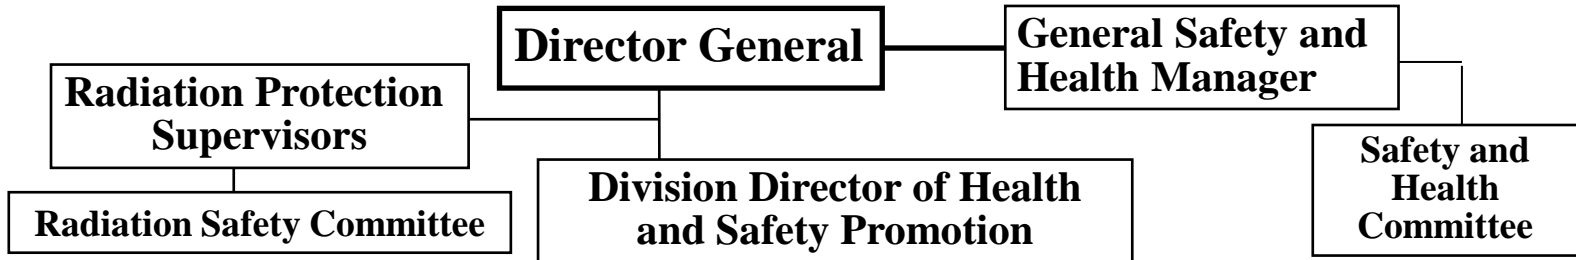 Director General
General Safety and
Health Manager
Radiation Protection
Supervisors
Safety and
Health
Committee
Division Director of Health
and Safety Promotion
Radiation Safety Committee